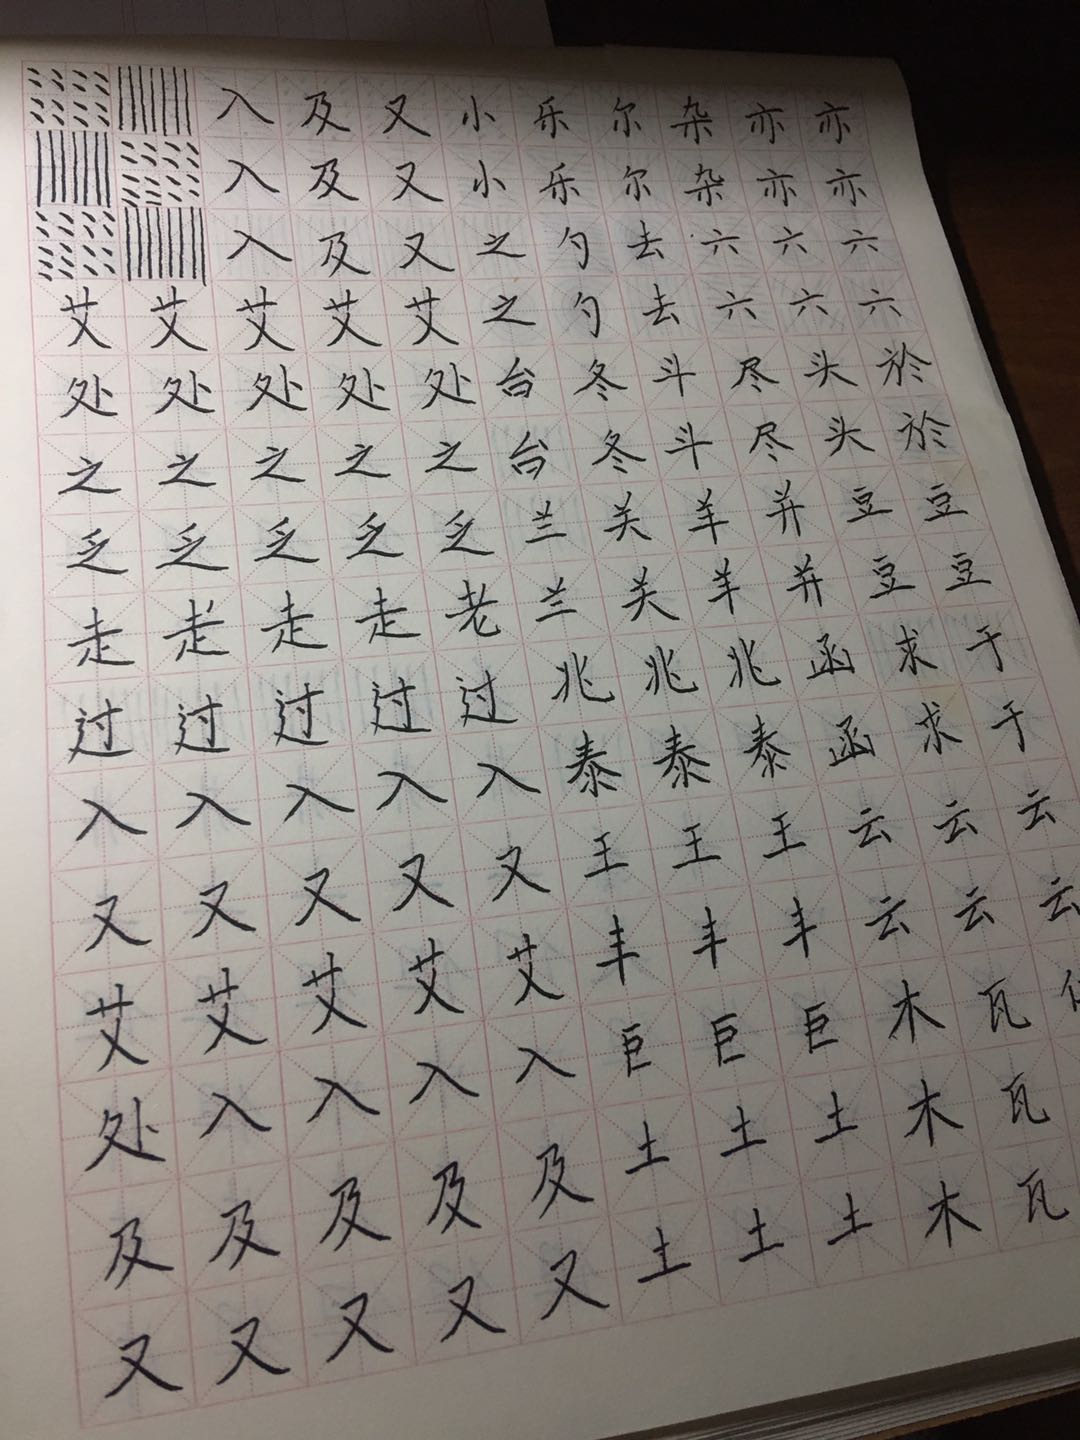 入及又小乐尔杂亦亦
入及又小乐尔杂亦亦
入及又之勺去六六六
艾艾艾艾艾之勺去六六六
处处处处处台冬斗尽头於
之之之之之台冬斗尽头於
乏乏乏乏乏兰关羊并豆豆
走走走走老兰关羊并豆豆
过过过过过兆兆兆函求于
入入入入入泰泰泰函求于
又又又又又王王王云云云
艾艾艾艾艾丰丰丰云云云
处入入入入巨巨巨木瓦
及及及及及土土土木瓦
又又又又又土土土木瓦